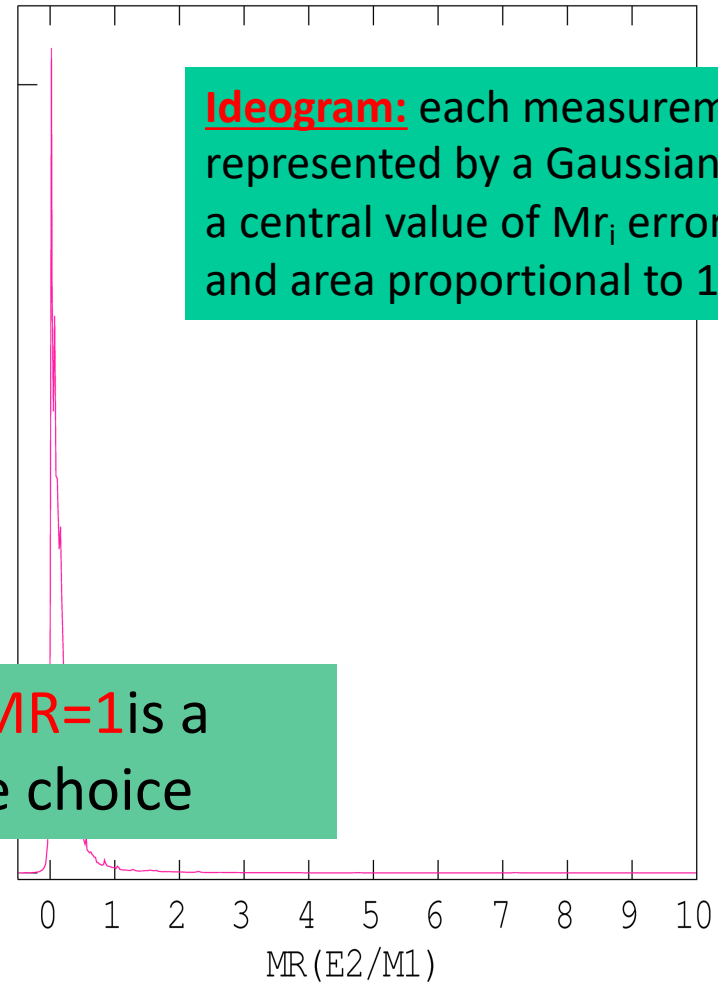 Ideogram: each measurem
represented by a Gaussian
a central value of Mrᵢ error
and area proportional to 1
MR=1is a
e choice
0 1 2 3 4 5 6 7 8 9 10
MR(E2/M1)